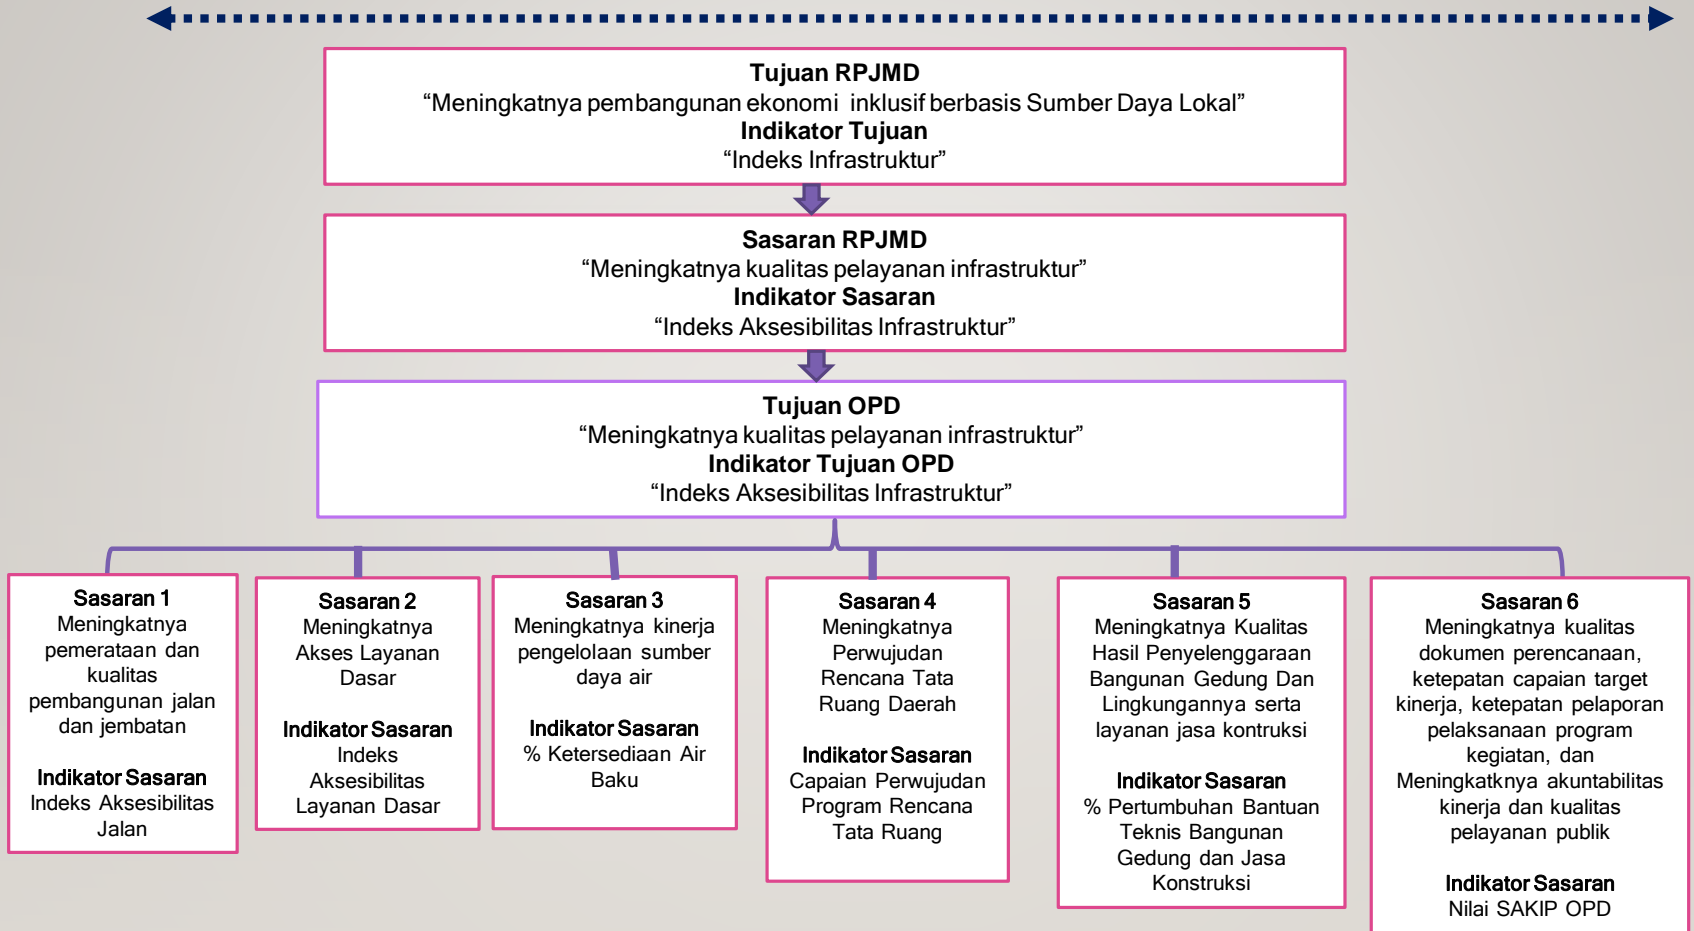 Tujuan RPJMD
“Meningkatnya pembangunan ekonomi inklusif berbasis Sumber Daya Lokal”
Indikator Tujuan
“Indeks Infrastruktur”
Sasaran RPJMD
“Meningkatnya kualitas pelayanan infrastruktur”
Indikator Sasaran
“Indeks Aksesibilitas Infrastruktur”
Tujuan OPD
“Meningkatnya kualitas pelayanan infrastruktur”
Indikator Tujuan OPD
“Indeks Aksesibilitas Infrastruktur”
Sasaran 1
Meningkatnya
pemerataan dan
kualitas
pembangunan jalan
dan jembatan
Indikator Sasaran
Indeks Aksesibilitas
Jalan
Sasaran 2
Meningkatnya
Akses Layanan
Dasar
Indikator Sasaran
Indeks
Aksesibilitas
Layanan Dasar
Sasaran 3
Meningkatnya kinerja
pengelolaan sumber
daya air
Indikator Sasaran
% Ketersediaan Air
Baku
Sasaran 4
Meningkatnya
Perwujudan
Rencana Tata
Ruang Daerah
Indikator Sasaran
Capaian Perwujudan
Program Rencana
Tata Ruang
Sasaran 5
Meningkatnya Kualitas
Hasil Penyelenggaraan
Bangunan Gedung Dan
Lingkungannya serta
layanan jasa kontruksi
Indikator Sasaran
% Pertumbuhan Bantuan
Teknis Bangunan
Gedung dan Jasa
Konstruksi
Sasaran 6
Meningkatnya kualitas
dokumen perencanaan,
ketepatan capaian target
kinerja, ketepatan pelaporan
pelaksanaan program
kegiatan, dan
Meningkatknya akuntabilitas
kinerja dan kualitas
pelayanan publik
Indikator Sasaran
Nilai SAKIP OPD